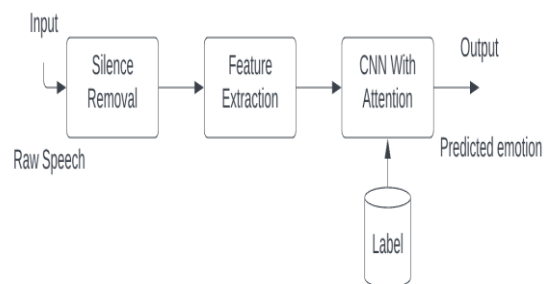 Input
Silence
Removal
Raw Speech
Feature
Extraction
CNN With
Attention
Output
Predicted emotion
Label